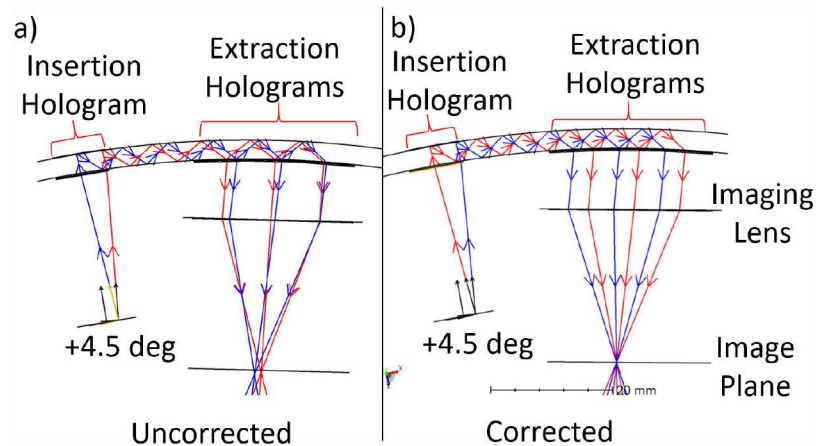 a)
Insertion
Hologram
Extraction
Holograms
+4.5 deg
Uncorrected
b)
Insertion
Hologram
Extraction
Holograms
Imaging
Lens
+4.5 deg
Image
Plane
20 mm
Corrected